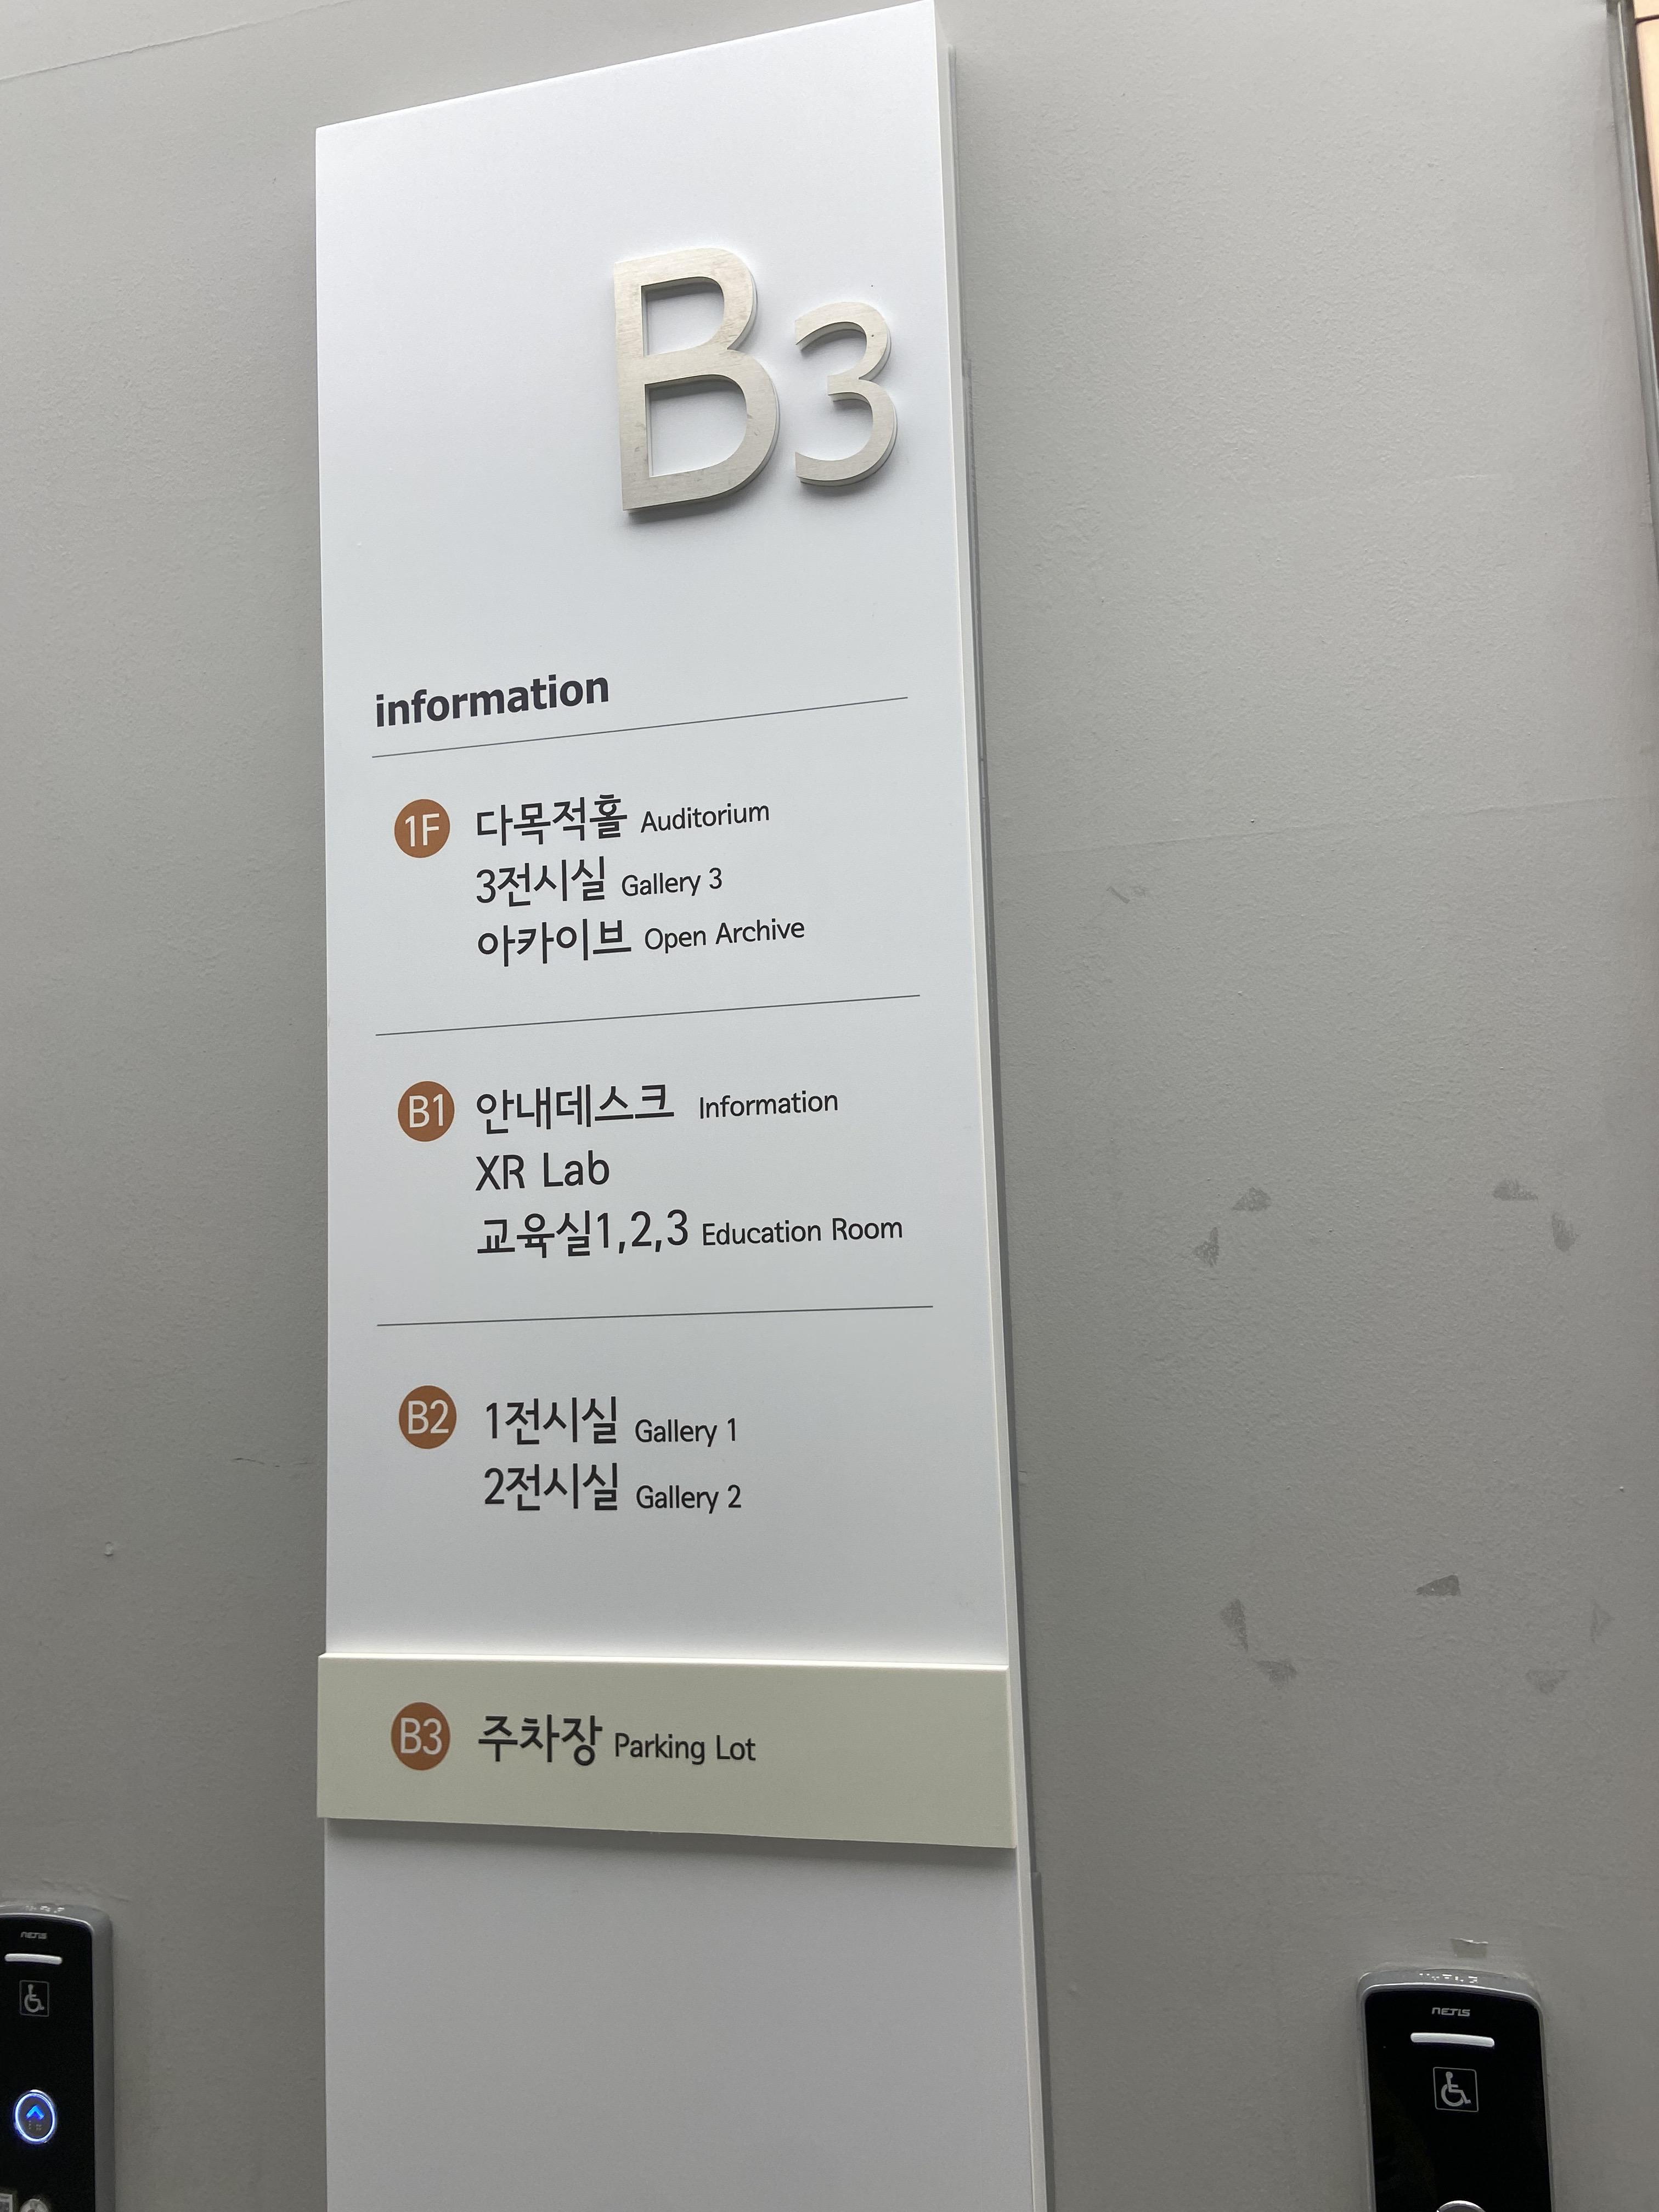 B3
information
1F 다목적홀 Auditorium
3전시실 Gallery 3
아카이브 Open Archive
B1 안내데스크 Information
XR Lab
교육실1,2,3 Education Room
B2 1전시실 Gallery 1
2전시실 Gallery 2
B3 주차장 Parking Lot
NETIS
NETIS